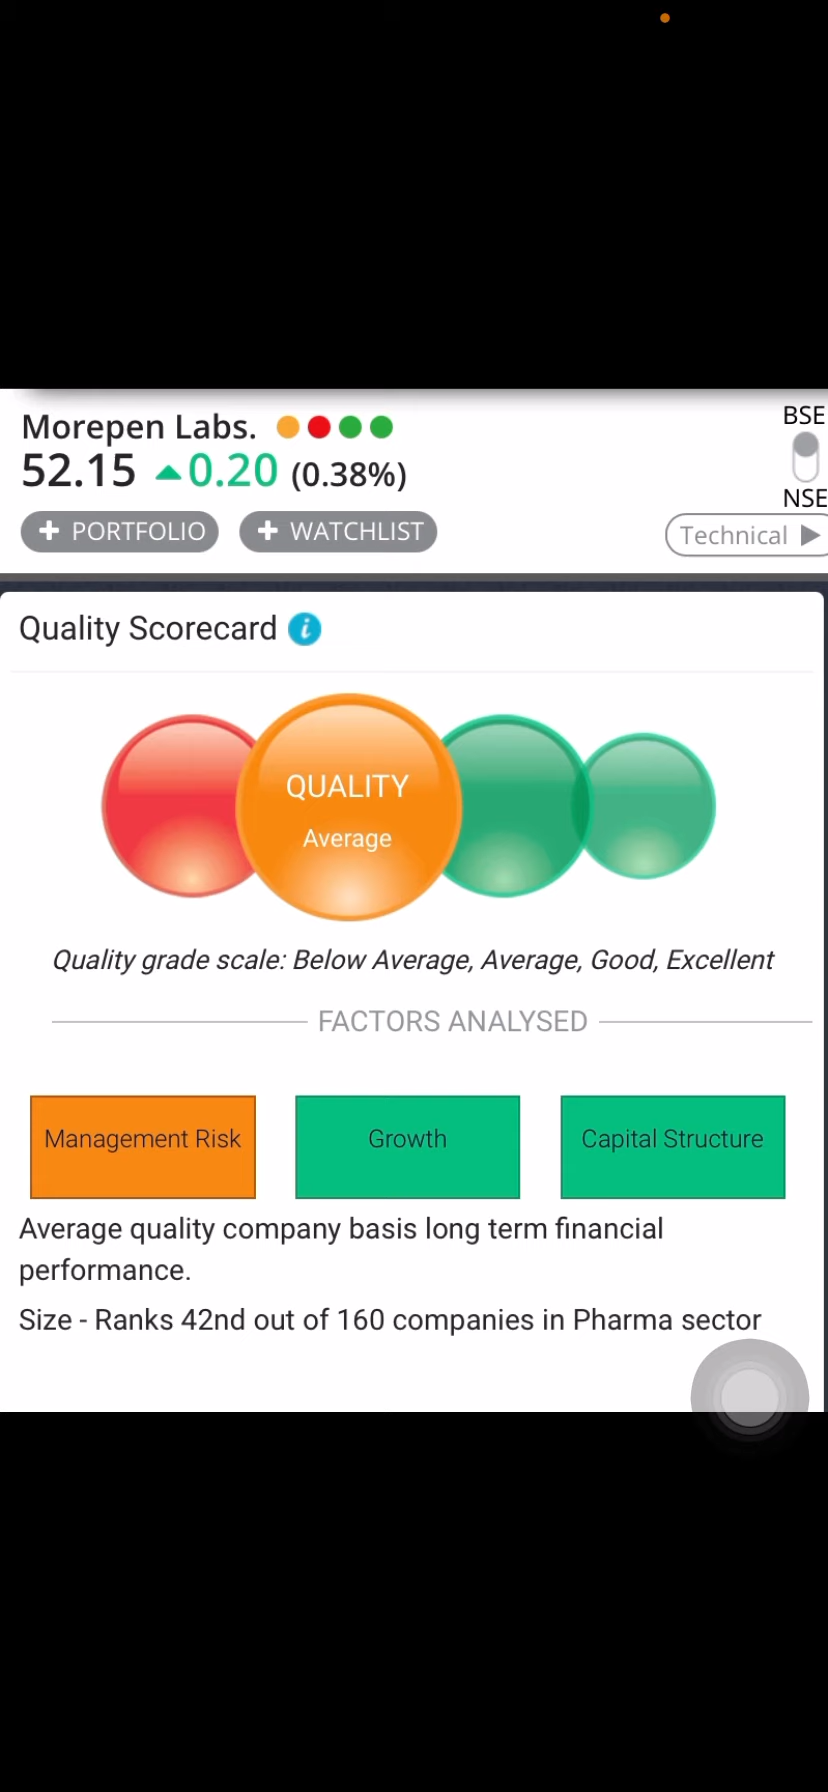 Morepen Labs.
BSE
52.15 ▲0.20 (0.38%)
NSE
+ PORTFOLIO + WATCHLIST
Technical ▶
Quality Scorecard i
QUALITY
Average
Quality grade scale: Below Average, Average, Good, Excellent
FACTORS ANALYSED
Management Risk Growth Capital Structure
Average quality company basis long term financial
performance.
Size - Ranks 42nd out of 160 companies in Pharma sector